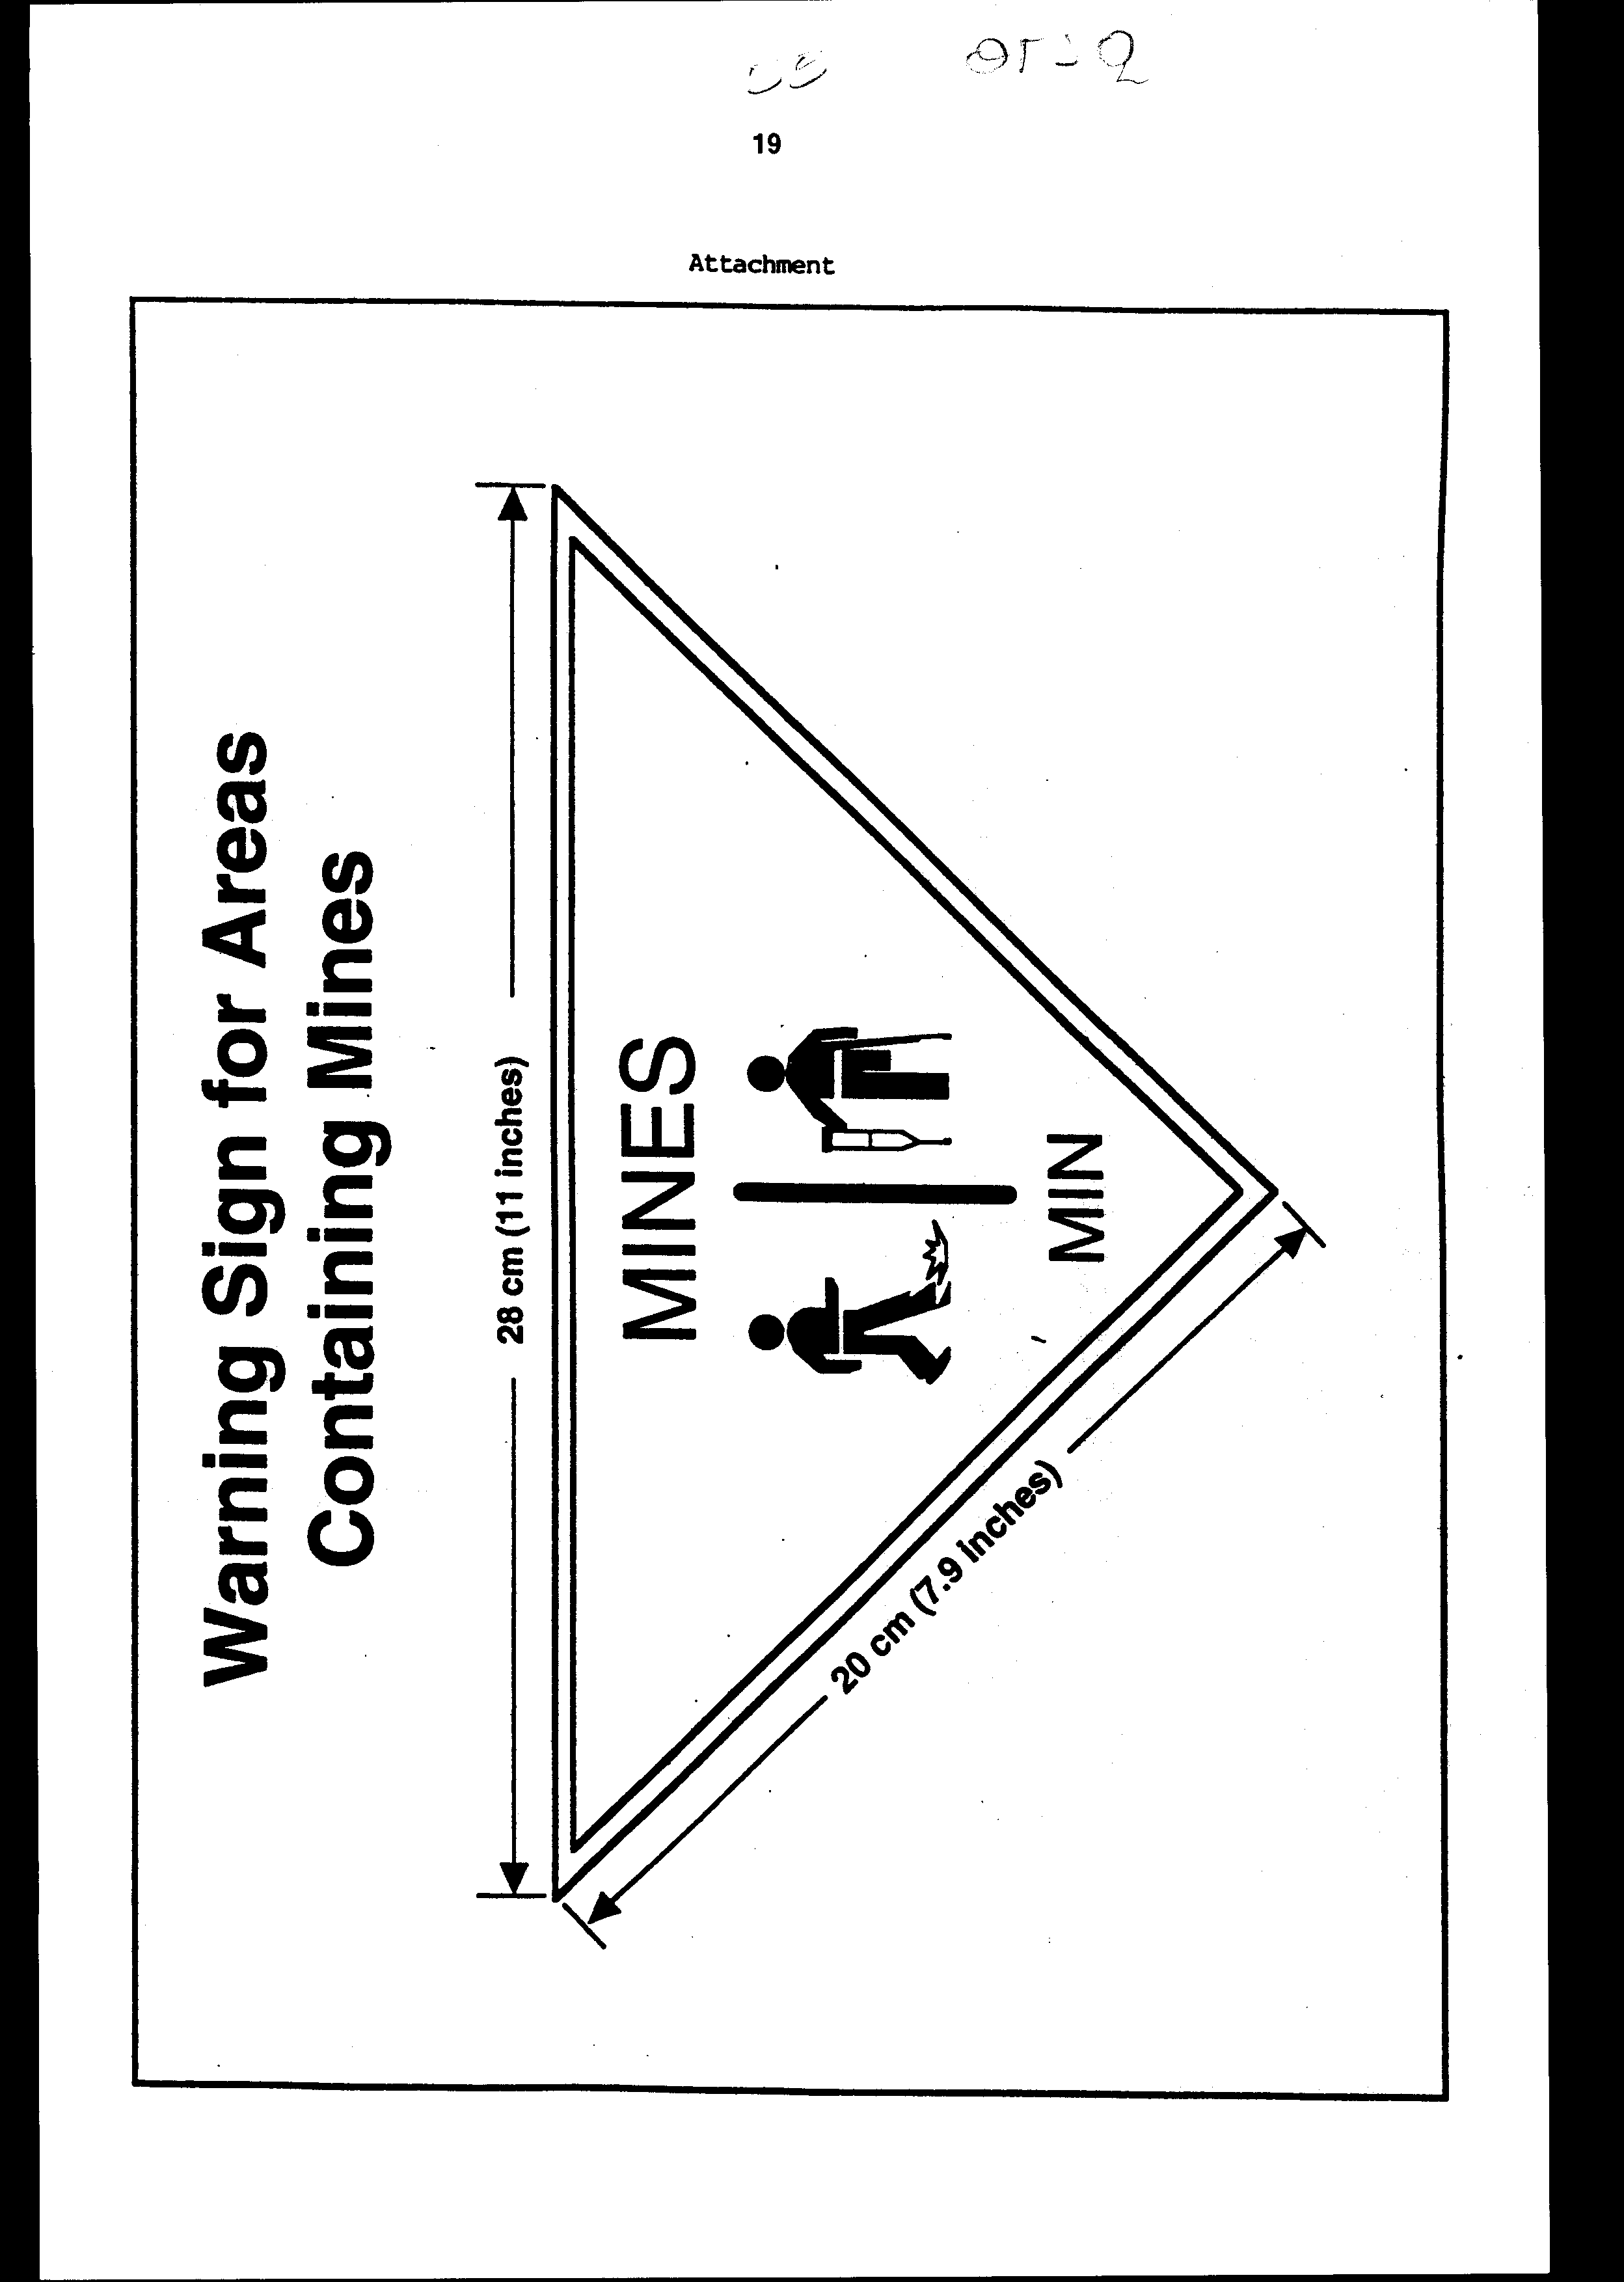 19
Attachment
Warning Sign for Areas
Containing Mines
28 cm (11 inches)
MINES
MIN
20 cm (7.9 inches)